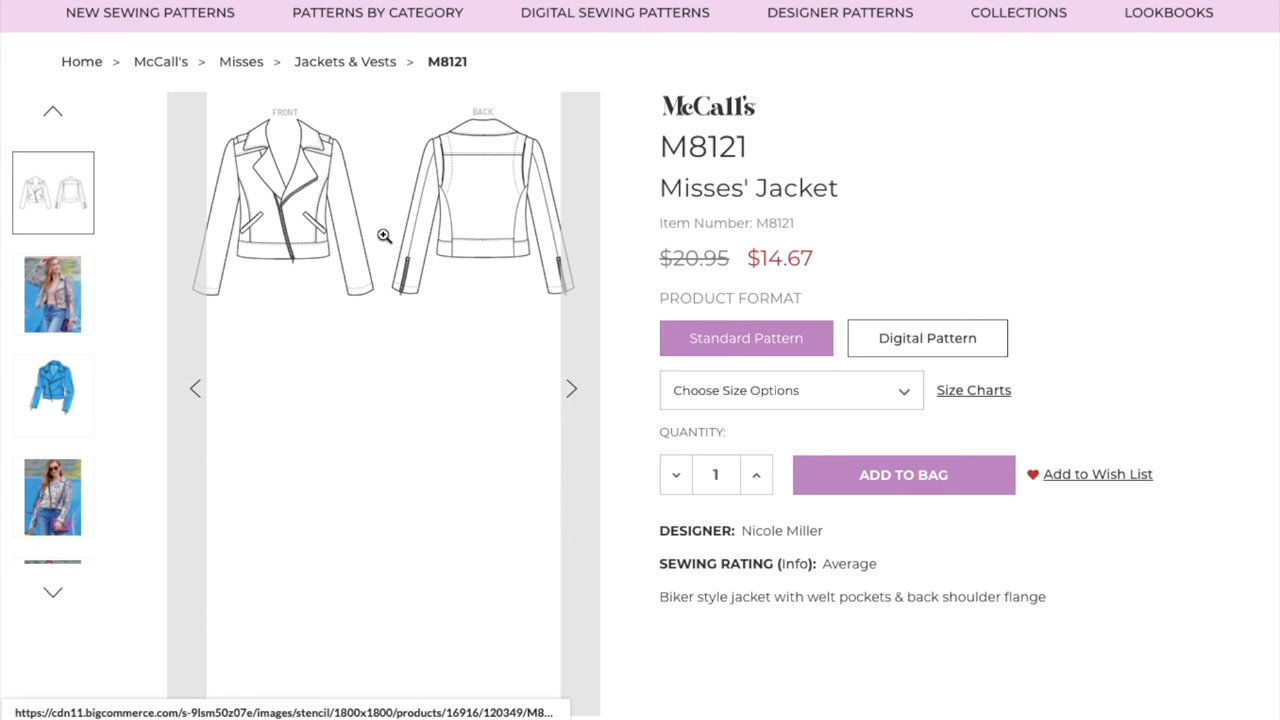 NEW SEWING PATTERNS PATTERNS BY CATEGORY DIGITAL SEWING PATTERNS DESIGNER PATTERNS COLLECTIONS LOOKBOOKS
Home > McCall's > Misses > Jackets & Vests > M8121
FRONT BACK
McCall's
M8121
Misses' Jacket
Item Number: M8121
$20.95 $14.67
PRODUCT FORMAT
Standard Pattern Digital Pattern
Choose Size Options Size Charts
QUANTITY:
1 ADD TO BAG Add to Wish List
DESIGNER: Nicole Miller
SEWING RATING (Info): Average
Biker style jacket with welt pockets & back shoulder flange
https://cdn11.bigcommerce.com/s-9lsm50z07e/images/stencil/1800x1800/products/16916/120349/M8...